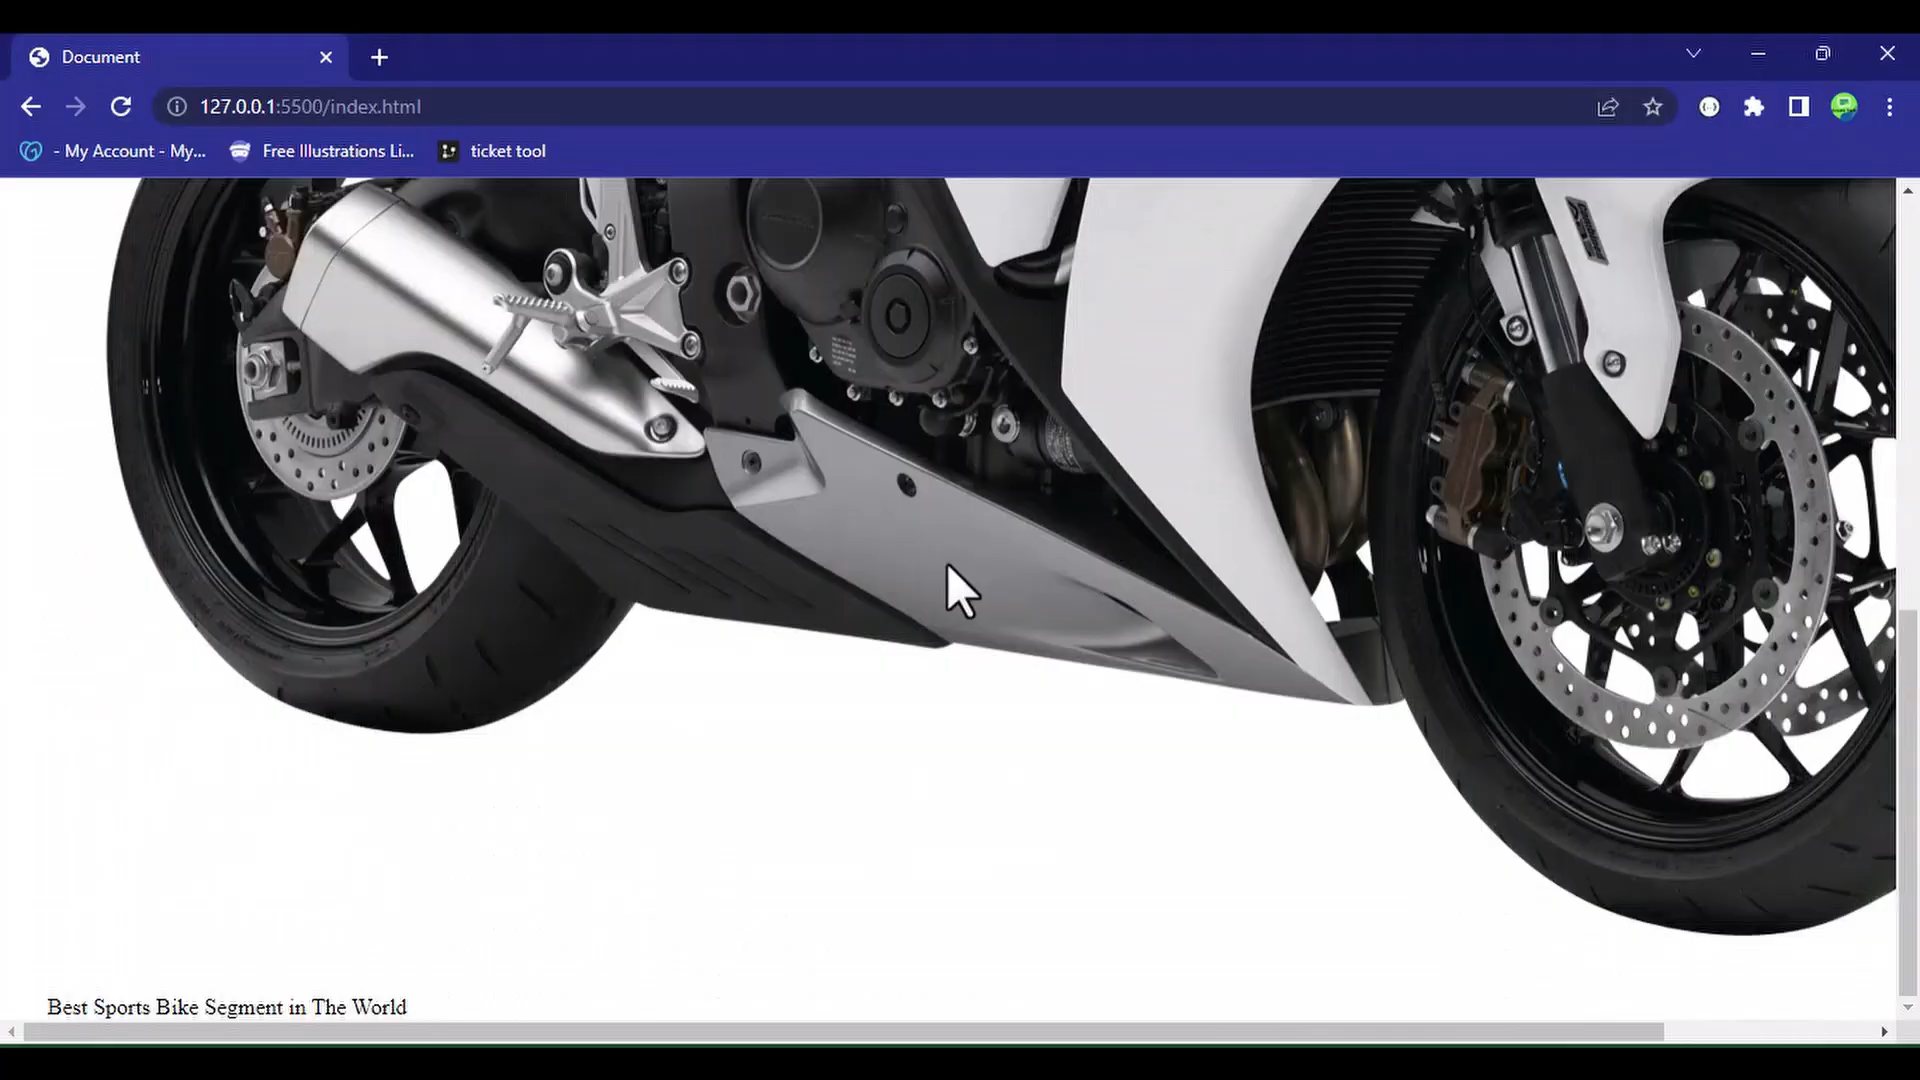 Document
127.0.0.1:5500/index.html
- My Account - My...
Free Illustrations Li...
ticket tool
Best Sports Bike Segment in The World